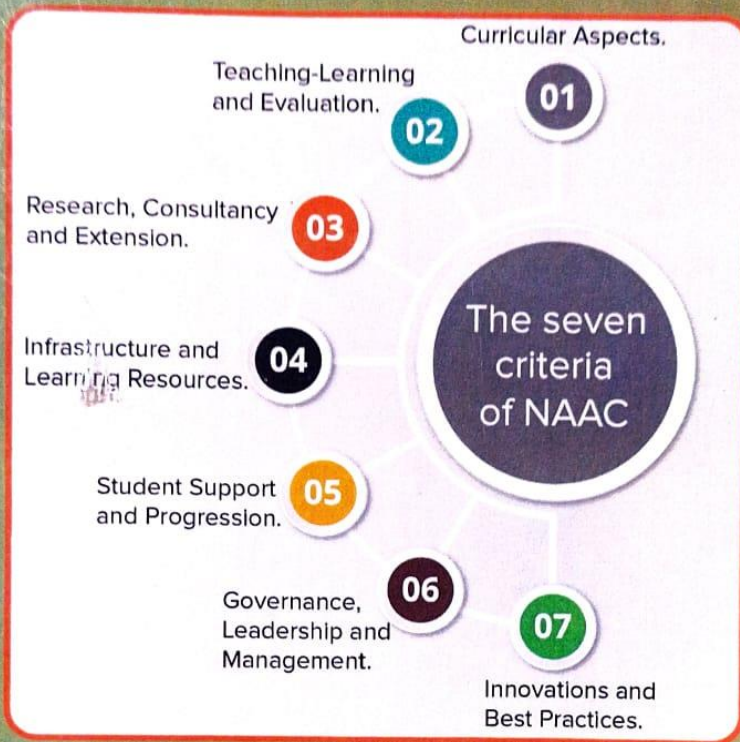 Curricular Aspects.
01
Teaching-Learning
and Evaluation.
02
Research, Consultancy
and Extension.
03
Infrastructure and
Learning Resources.
04
Student Support
and Progression.
05
Governance,
Leadership and
Management.
06
07
Innovations and
Best Practices.
The seven
criteria
of NAAC